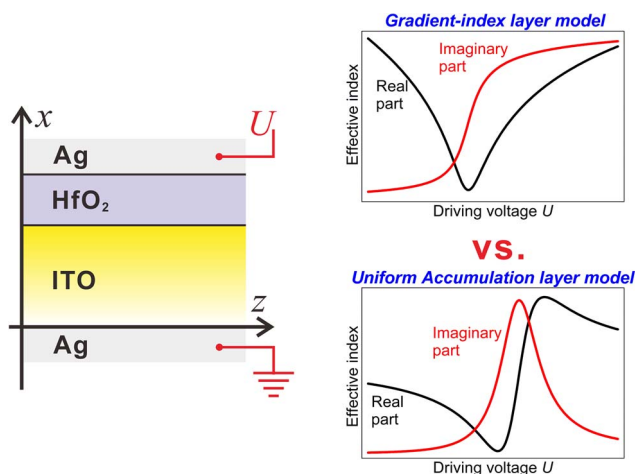 x
U
Ag
HfO₂
ITO
z
Ag
Gradient-index layer model
Effective index
Imaginary
part
Real
part
Driving voltage U
vs.
Uniform Accumulation layer model
Effective index
Imaginary
part
Real
part
Driving voltage U